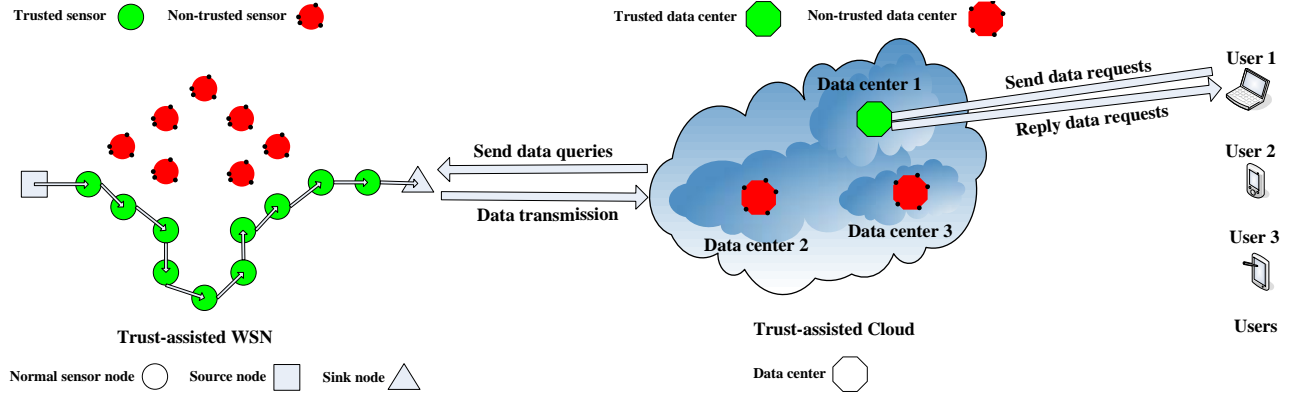 Trusted sensor
Non-trusted sensor
Trusted data center
Non-trusted data center
User 1
Send data requests
Data center 1
Reply data requests
Send data queries
User 2
Data transmission
Data center 2
Data center 3
User 3
Trust-assisted WSN
Trust-assisted Cloud
Users
Normal sensor node
Source node
Sink node
Data center